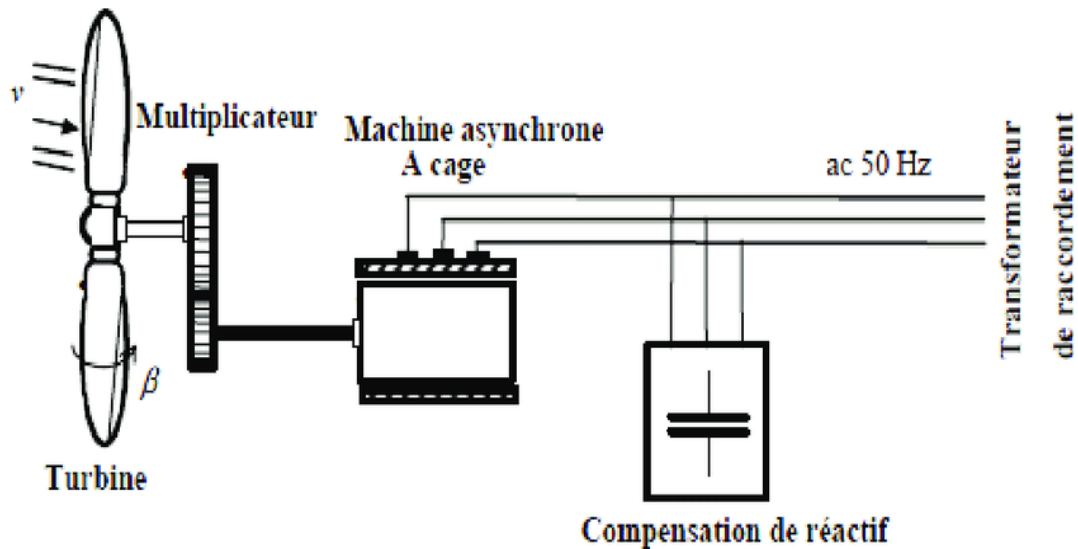 v
Multiplicateur
Machine asynchrone
A cage
ac 50 Hz
Transformateur
de raccordement
β
Turbine
Compensation de réactif